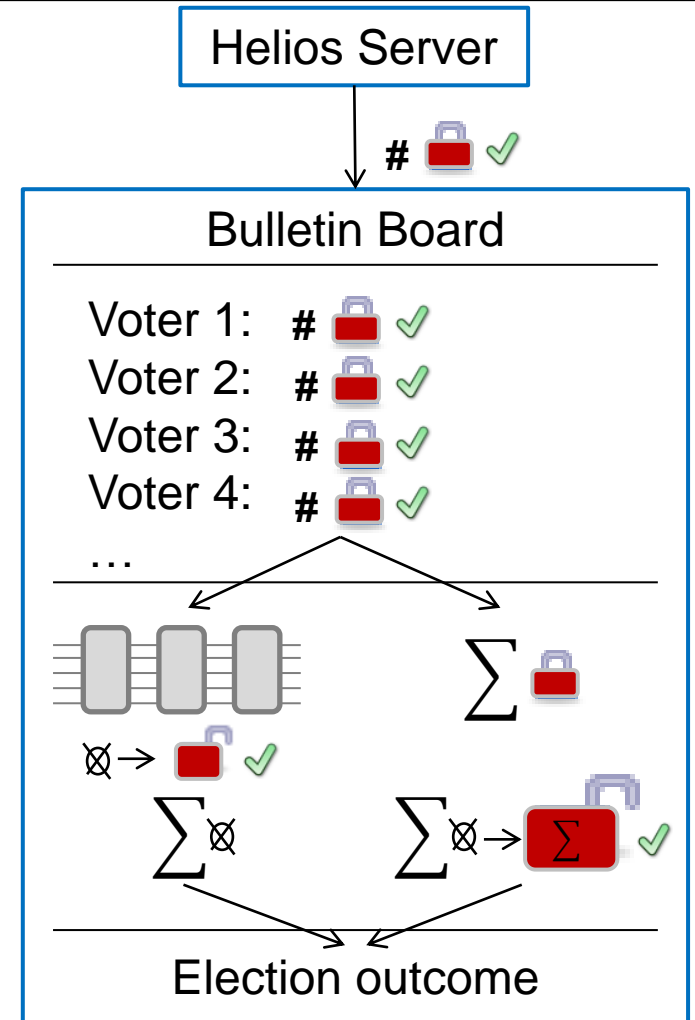 Helios Server
#
Bulletin Board
Voter 1: #
Voter 2: #
Voter 3: #
Voter 4: #
…
∑
∑ ∑ ∑
Election outcome